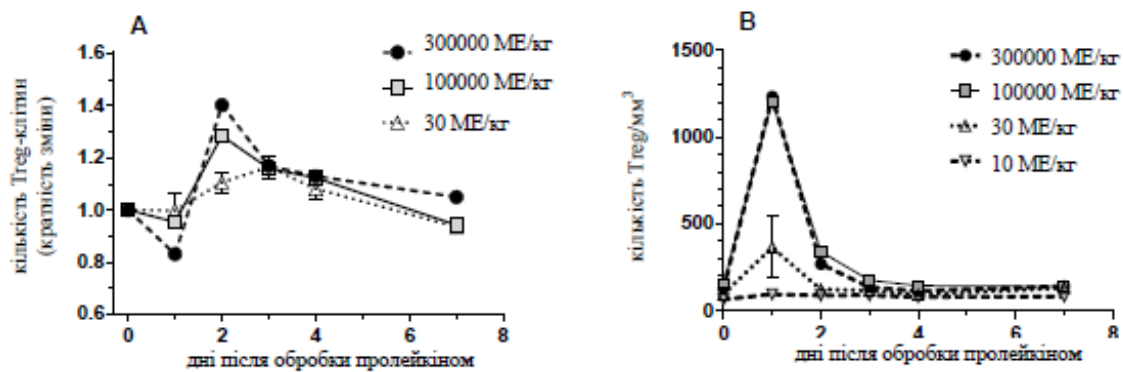 A
1.6
1.4
1.2
1.0
0.8
0.6
0
2
4
6
8
кількість Treg-клітин
(кратність зміни)
дні після обробки пролейкіном
300000 МЕ/кг
100000 МЕ/кг
30 МЕ/кг
B
1500
1000
500
0
0
2
4
6
8
кількість Treg/мм³
дні після обробки пролейкіном
300000 МЕ/кг
100000 МЕ/кг
30 МЕ/кг
10 МЕ/кг